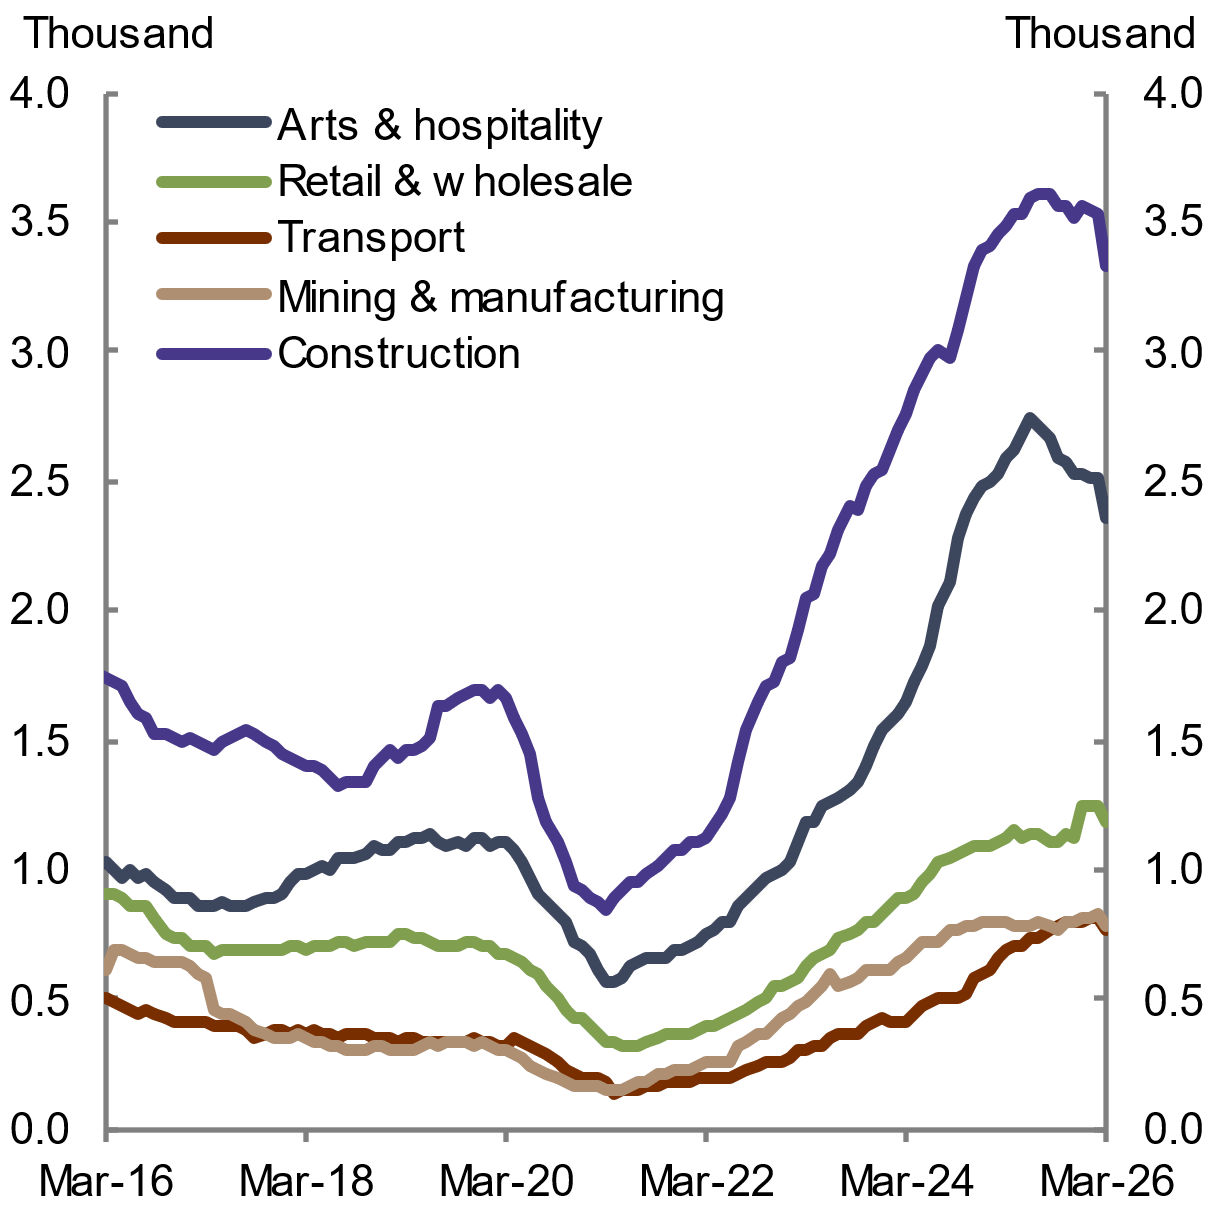 Thousand Thousand
4.0 4.0
Arts & hospitality
Retail & wholesale
3.5 3.5
Transport
Mining & manufacturing
3.0 3.0
Construction
2.5 2.5
2.0 2.0
1.5 1.5
1.0 1.0
0.5 0.5
0.0 0.0
Mar-16 Mar-18 Mar-20 Mar-22 Mar-24 Mar-26